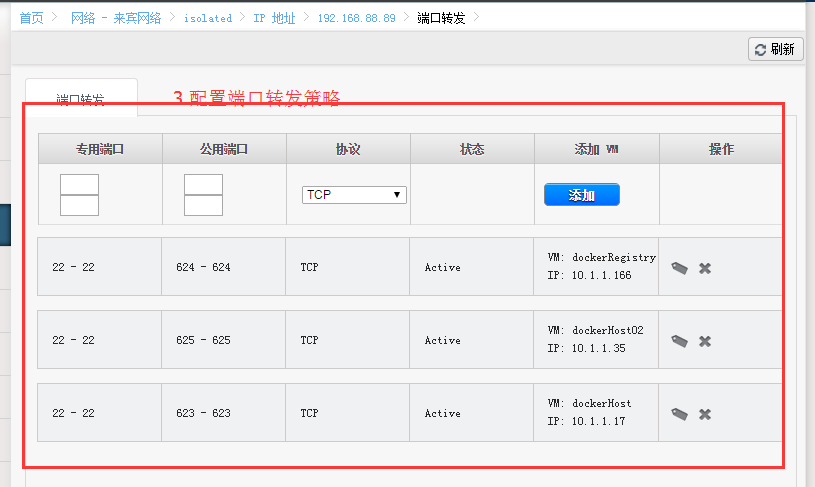 首页 网络 - 来宾网络 isolated IP 地址 192.168.88.89 端口转发
刷新
端口转发 3.配置端口转发策略
专用端口 公用端口 协议 状态 添加 VM 操作
TCP 添加
22 - 22 624 - 624 TCP Active VM: dockerRegistry
IP: 10.1.1.166
22 - 22 625 - 625 TCP Active VM: dockerHost02
IP: 10.1.1.35
22 - 22 623 - 623 TCP Active VM: dockerHost
IP: 10.1.1.17